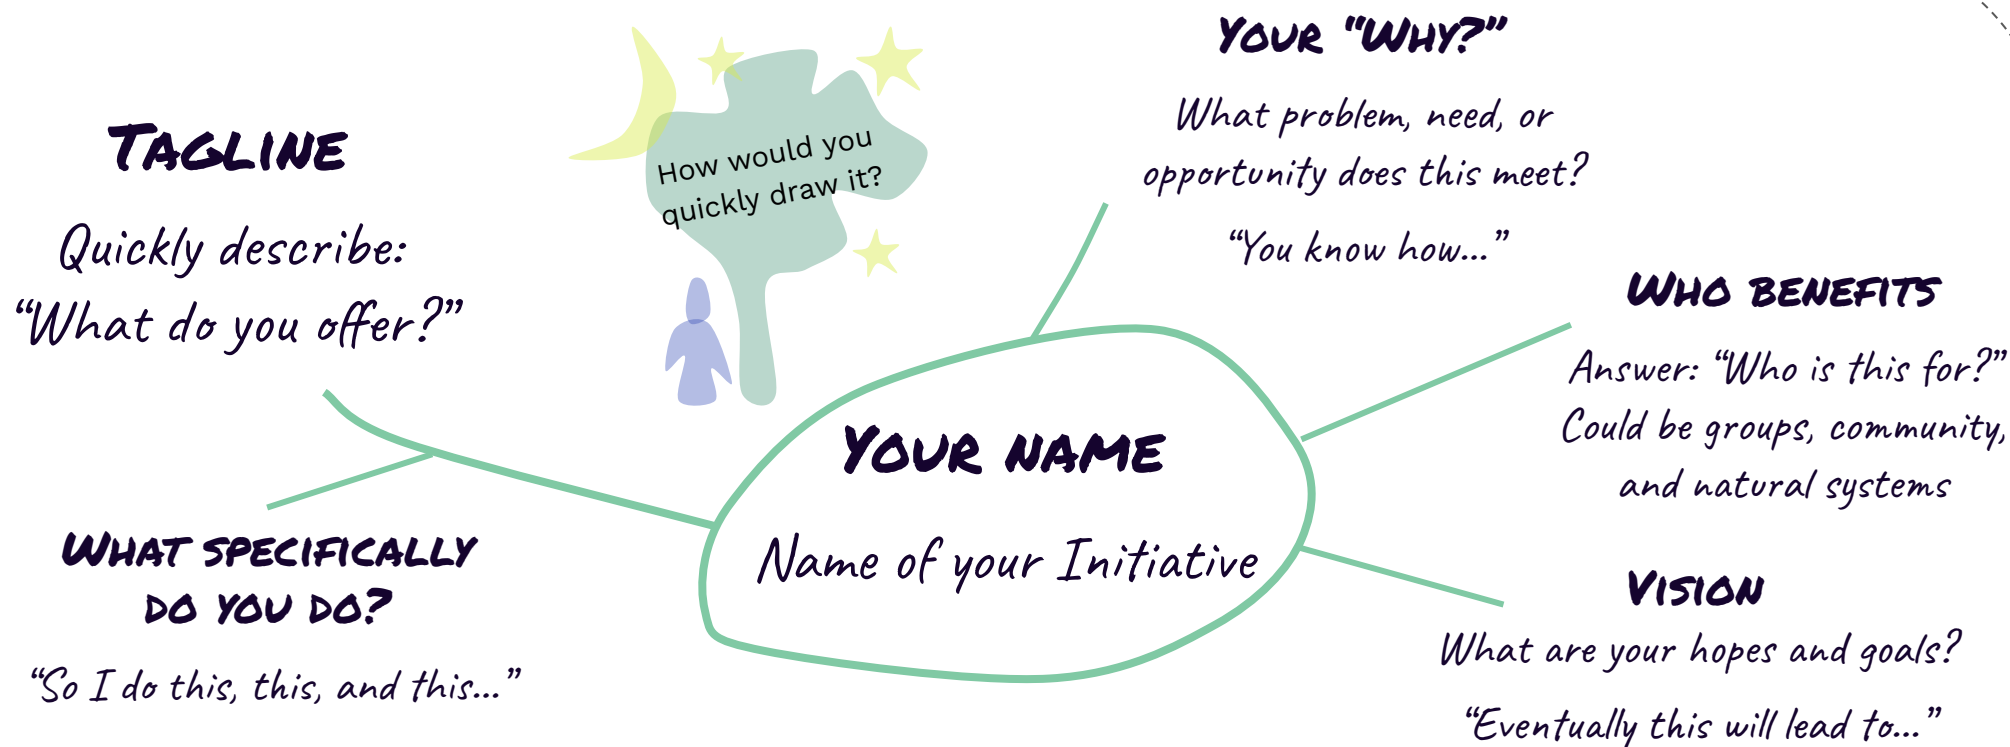 Tagline
Quickly describe:
“What do you offer?”
What specifically
do you do?
“So I do this, this, and this...”
How would you
quickly draw it?
Your name
Name of your Initiative
Your “Why?”
What problem, need, or
opportunity does this meet?
“You know how...”
Who benefits
Answer: “Who is this for?”
Could be groups, community,
and natural systems
Vision
What are your hopes and goals?
“Eventually this will lead to...”